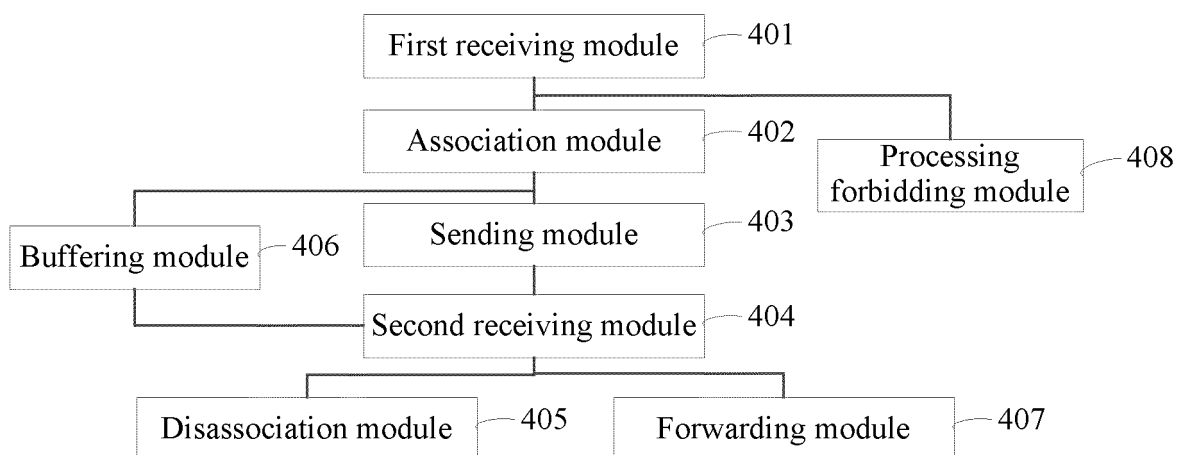 First receiving module
401
Association module
402
Processing
forbidding module
408
Sending module
403
Buffering module
406
Second receiving module
404
Disassociation module
405
Forwarding module
407